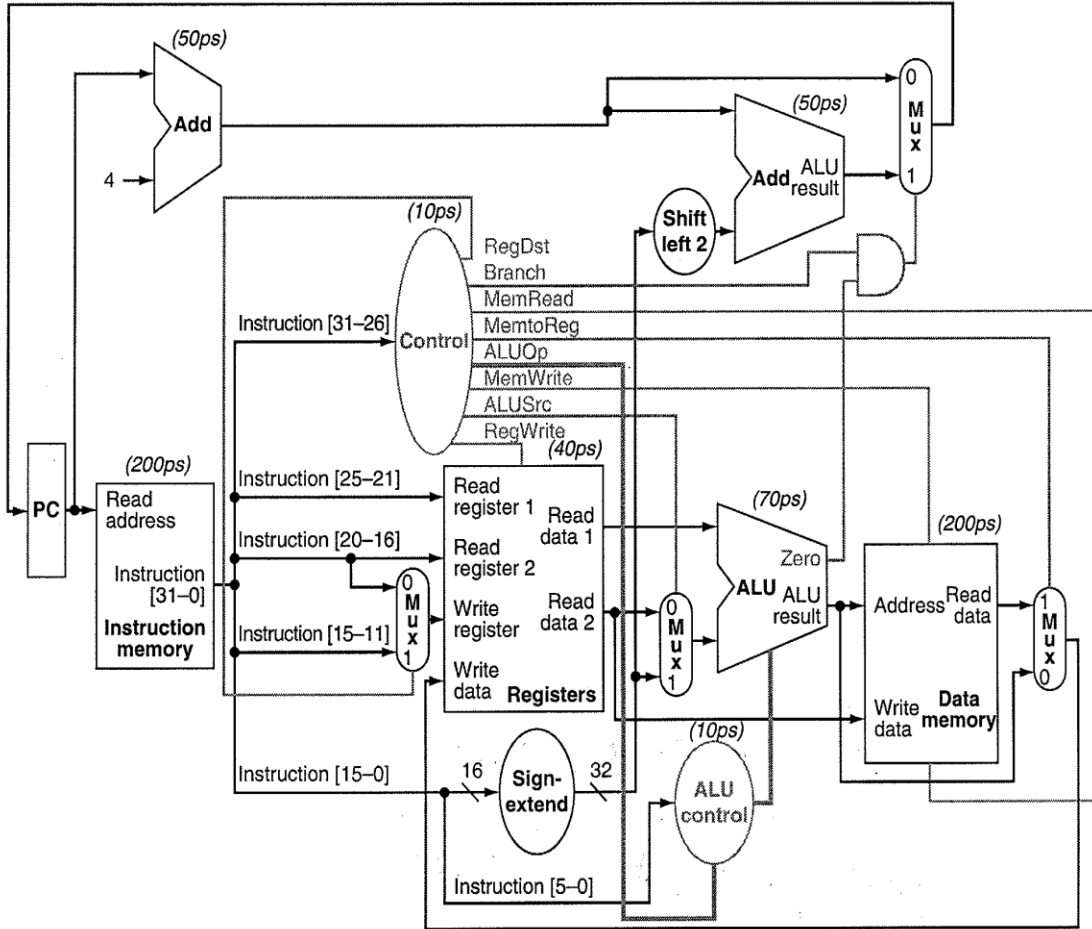 (50ps)
Add
4
(50ps)
Add ALU
result
0
M
u
x
1
Shift
left 2
(10ps)
Control
RegDst
Branch
MemRead
MemtoReg
ALUOp
MemWrite
ALUSrc
RegWrite
Instruction [31–26]
PC
(200ps)
Read
address
Instruction
[31–0]
Instruction
memory
Instruction [25–21]
Instruction [20–16]
Instruction [15–11]
0
M
u
x
1
(40ps)
Read
register 1
Read
register 2
Write
register
Write
data
Read
data 1
Read
data 2
Registers
0
M
u
x
1
(70ps)
Zero
ALU
ALU
result
(200ps)
Address
Read
data
Write
data
Data
memory
1
M
u
x
0
Instruction [15–0]
16
Sign-
extend
32
(10ps)
ALU
control
Instruction [5–0]